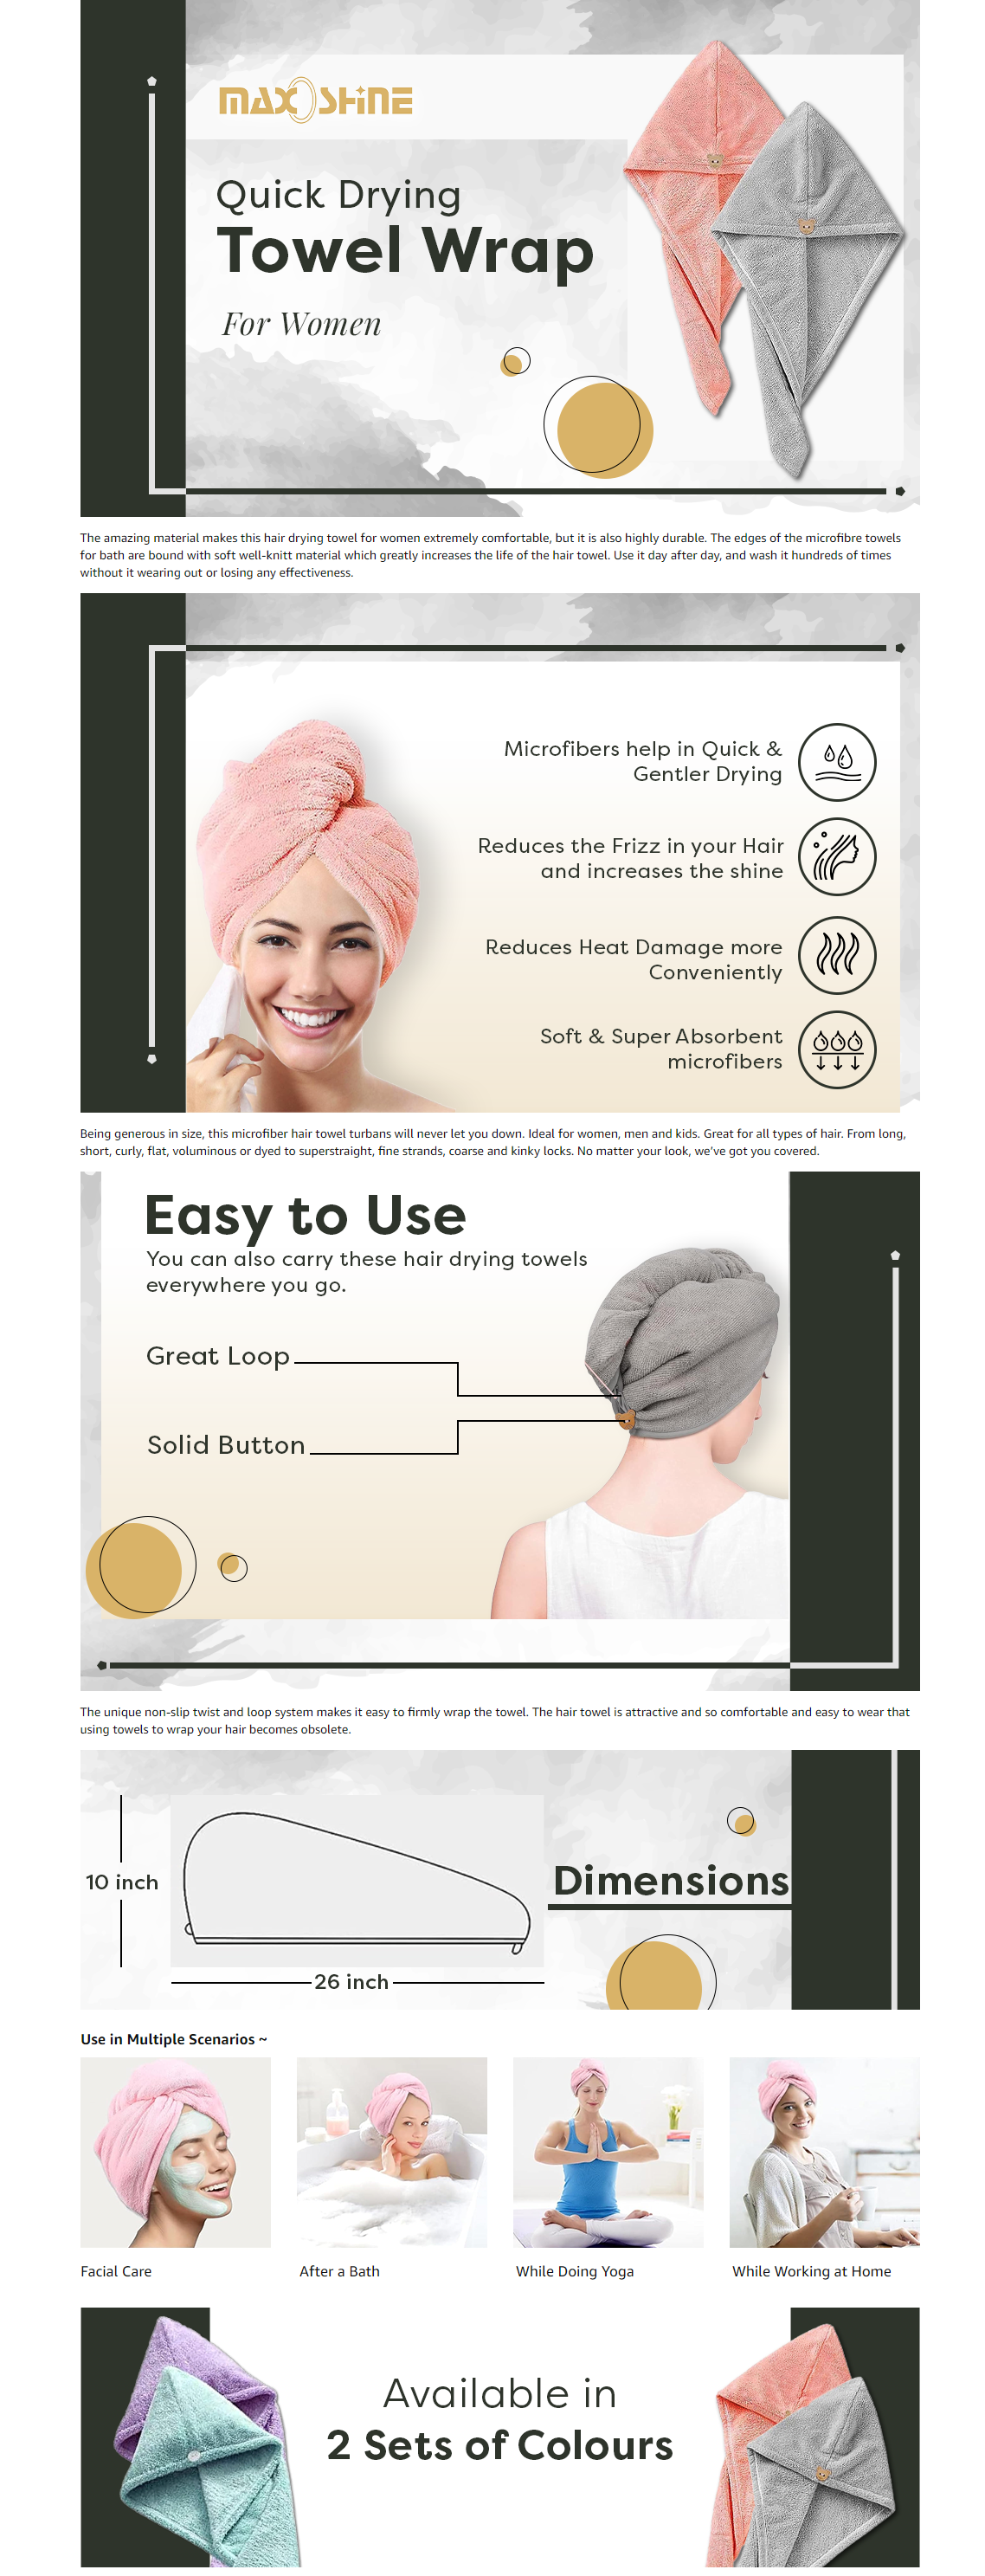 MAXSHINE
Quick Drying
Towel Wrap
For Women
The amazing material makes this hair drying towel for women extremely comfortable, but it is also highly durable. The edges of the microfibre towels
for bath are bound with soft well-knitt material which greatly increases the life of the hair towel. Use it day after day, and wash it hundreds of times
without it wearing out or losing any effectiveness.
Microfibers help in Quick &
Gentler Drying
Reduces the Frizz in your Hair
and increases the shine
Reduces Heat Damage more
Conveniently
Soft & Super Absorbent
microfibers
Being generous in size, this microfiber hair towel turbans will never let you down. Ideal for women, men and kids. Great for all types of hair. From long,
short, curly, flat, voluminous or dyed to superstraight, fine strands, coarse and kinky locks. No matter your look, we've got you covered.
Easy to Use
You can also carry these hair drying towels
everywhere you go.
Great Loop
Solid Button
The unique non-slip twist and loop system makes it easy to firmly wrap the towel. The hair towel is attractive and so comfortable and easy to wear that
using towels to wrap your hair becomes obsolete.
10 inch
Dimensions
26 inch
Use in Multiple Scenarios ~
Facial Care
After a Bath
While Doing Yoga
While Working at Home
Available in
2 Sets of Colours